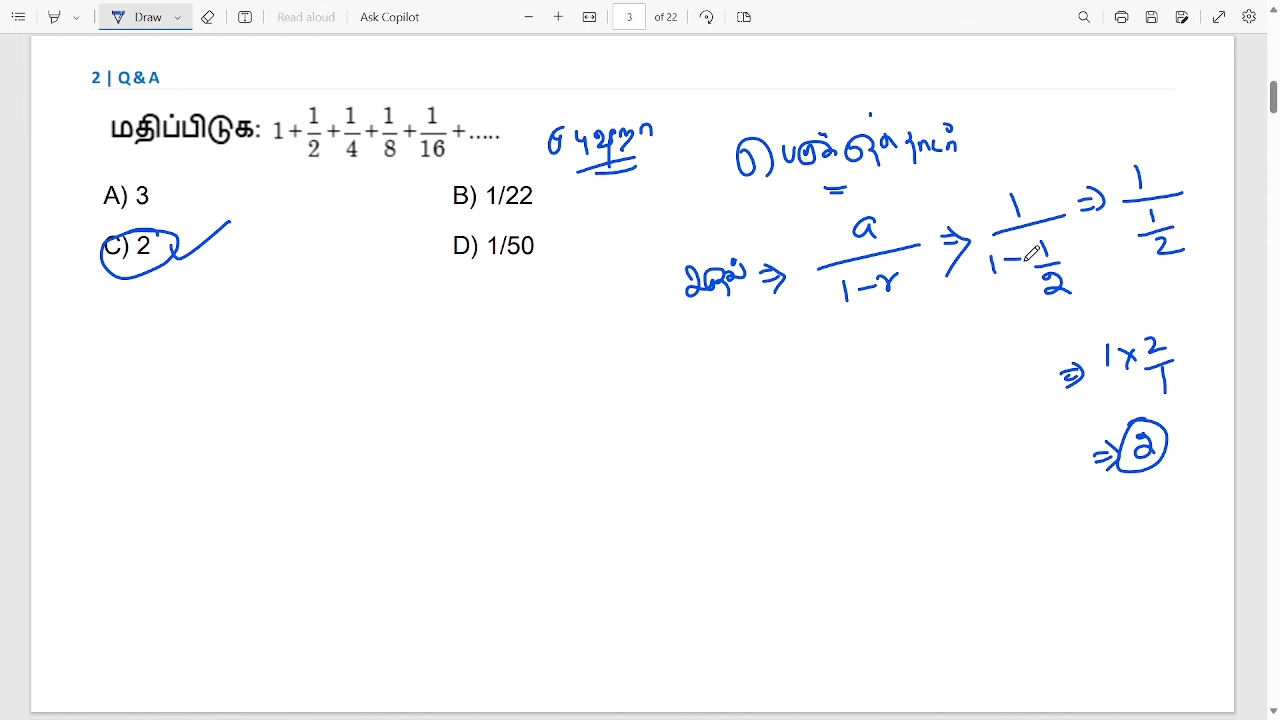 Draw
Read aloud
Ask Copilot
3 of 22
2 | Q&A
மதிப்பிடுக: 1 + 1/2 + 1/4 + 1/8 + 1/16 + .....
A) 3 B) 1/22
C) 2 D) 1/50
⇒ a/(1-r) ⇒ 1/(1-1/2) ⇒ 1/(1/2)
⇒ 1 × 2/1
⇒ 2